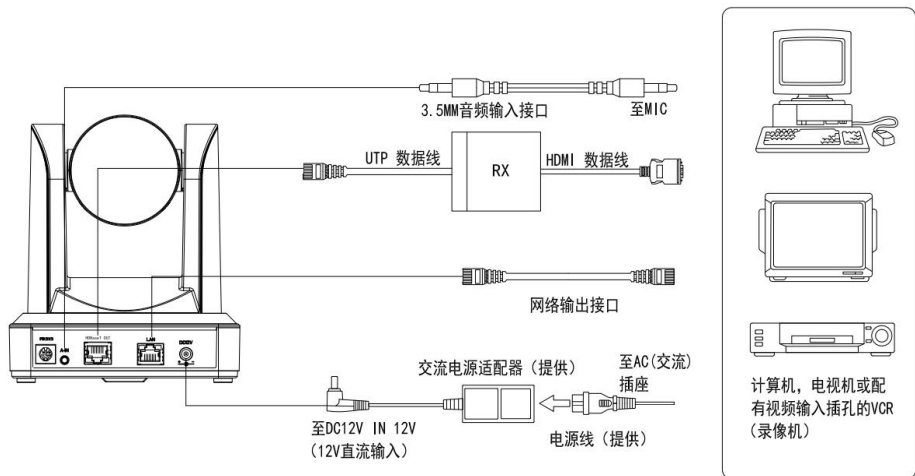 3.5MM音频输入接口
至MIC
UTP 数据线
RX
HDMI 数据线
网络输出接口
A-IN
HDBaseT OUT
LAN
DC12V
交流电源适配器（提供）
至AC(交流)
插座
至DC12V IN 12V
（12V直流输入）
电源线（提供）
计算机，电视机或配
有视频输入插孔的VCR
（录像机）